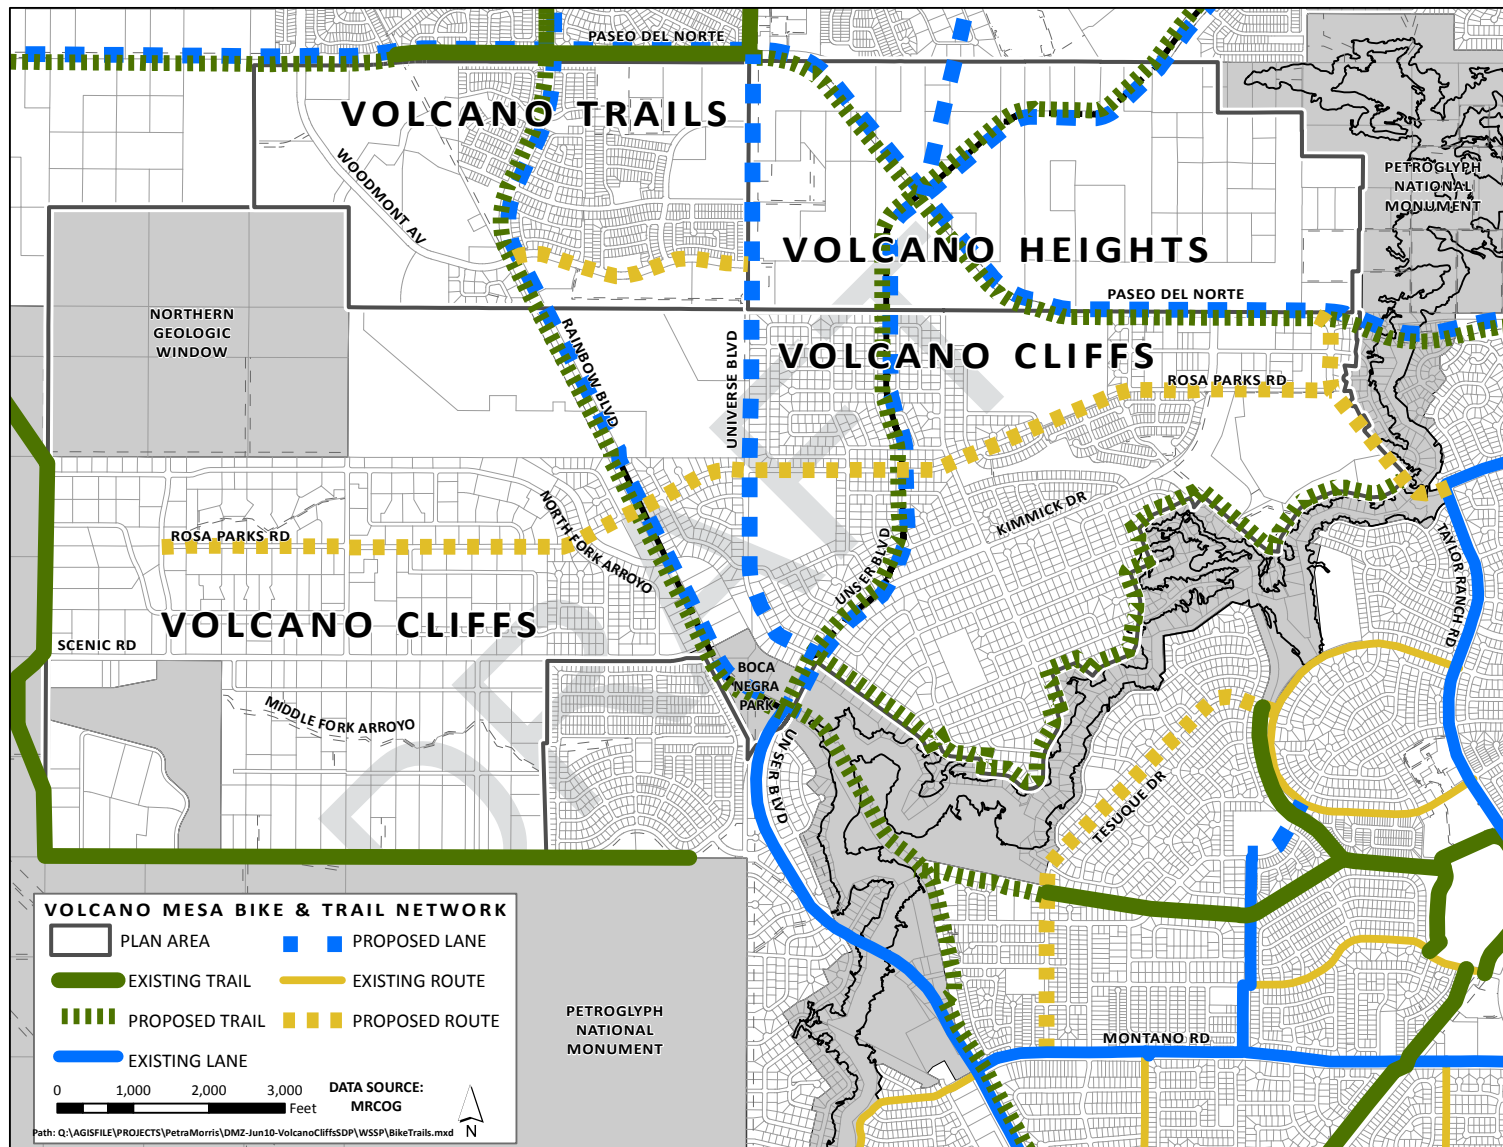 PASEO DEL NORTE
VOLCANO TRAILS
WOODMONT AV
PETROGLYPH
NATIONAL
MONUMENT
VOLCANO HEIGHTS
PASEO DEL NORTE
NORTHERN
GEOLOGIC
WINDOW
RAINBOW BLVD
UNIVERSE BLVD
VOLCANO CLIFFS
ROSA PARKS RD
KIMMICK DR
NORTH FORK ARROYO
ROSA PARKS RD
UNSER BLVD
TAYLOR RANCH RD
VOLCANO CLIFFS
SCENIC RD
BOCA
NEGRA
PARK
MIDDLE FORK ARROYO
UNSER BLVD
TESUQUE DR
DRAFT
VOLCANO MESA BIKE & TRAIL NETWORK
PLAN AREA
PROPOSED LANE
EXISTING TRAIL
EXISTING ROUTE
PROPOSED TRAIL
PROPOSED ROUTE
EXISTING LANE
0 1,000 2,000 3,000
Feet
DATA SOURCE:
MRCOG
N
Path: Q:\AGISFILE\PROJECTS\PetraMorris\DMZ-Jun10-VolcanoCliffsSDP\WSSP\BikeTrails.mxd
PETROGLYPH
NATIONAL
MONUMENT
MONTANO RD